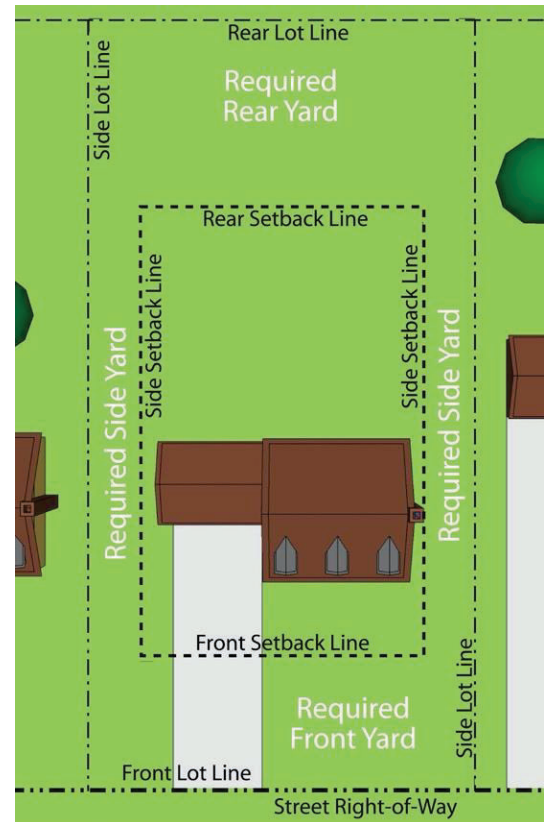 Rear Lot Line
Side Lot Line
Required
Rear Yard
Rear Setback Line
Side Setback Line
Side Setback Line
Required Side Yard
Required Side Yard
Front Setback Line
Required
Front Yard
Side Lot Line
Front Lot Line
Street Right-of-Way